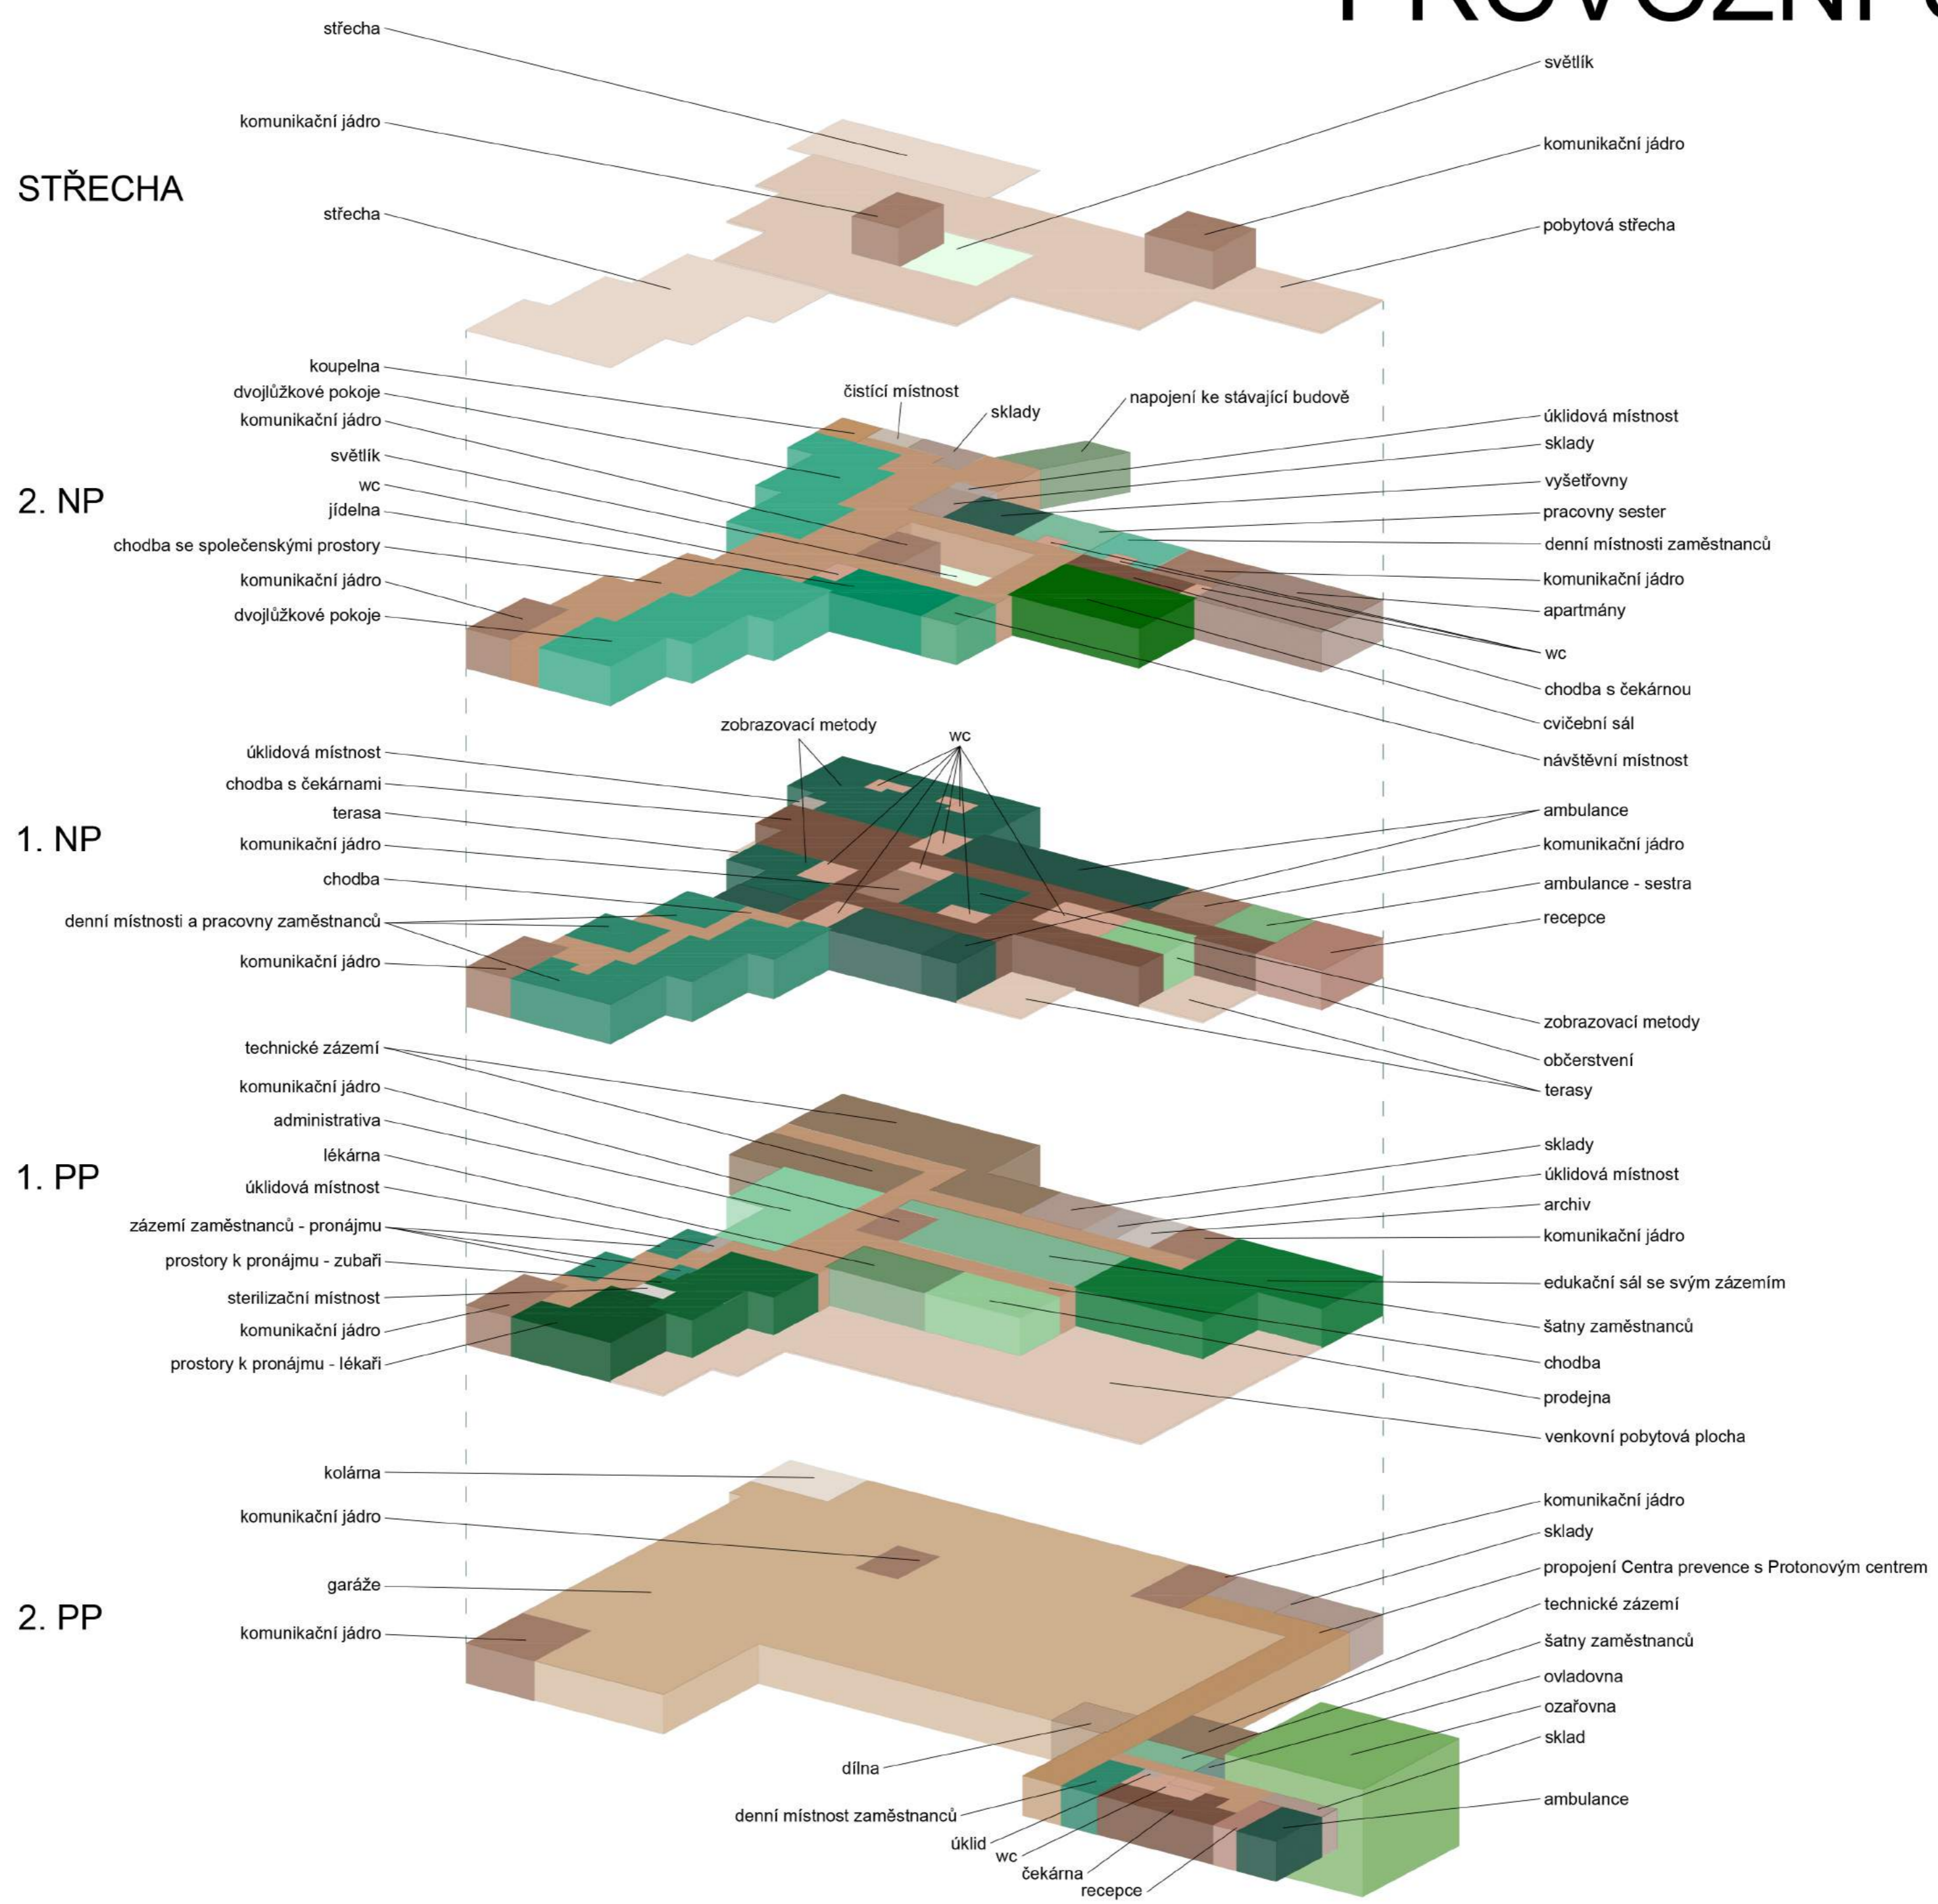 STŘECHA
střecha
komunikační jádro
střecha
světlík
komunikační jádro
pobytová střecha
2. NP
koupelna
dvojlůžkové pokoje
komunikační jádro
světlík
wc
jídelna
chodba se společenskými prostory
komunikační jádro
dvojlůžkové pokoje
čistící místnost
sklady
napojení ke stávající budově
úklidová místnost
sklady
vyšetřovny
pracovny sester
denní místnosti zaměstnanců
komunikační jádro
apartmány
wc
chodba s čekárnou
cvičební sál
návštěvní místnost
1. NP
úklidová místnost
chodba s čekárnami
terasa
komunikační jádro
chodba
denní místnosti a pracovny zaměstnanců
komunikační jádro
zobrazovací metody
wc
ambulance
komunikační jádro
ambulance - sestra
recepce
zobrazovací metody
občerstvení
terasy
1. PP
technické zázemí
komunikační jádro
administrativa
lékárna
úklidová místnost
zázemí zaměstnanců - pronájmu
prostory k pronájmu - zubaři
sterilizační místnost
komunikační jádro
prostory k pronájmu - lékaři
sklady
úklidová místnost
archiv
komunikační jádro
edukační sál se svým zázemím
šatny zaměstnanců
chodba
prodejna
venkovní pobytová plocha
2. PP
kolárna
komunikační jádro
garáže
komunikační jádro
komunikační jádro
sklady
propojení Centra prevence s Protonovým centrem
technické zázemí
šatny zaměstnanců
ovladovna
ozařovna
sklad
ambulance
dílna
denní místnost zaměstnanců
úklid
wc
čekárna
recepce